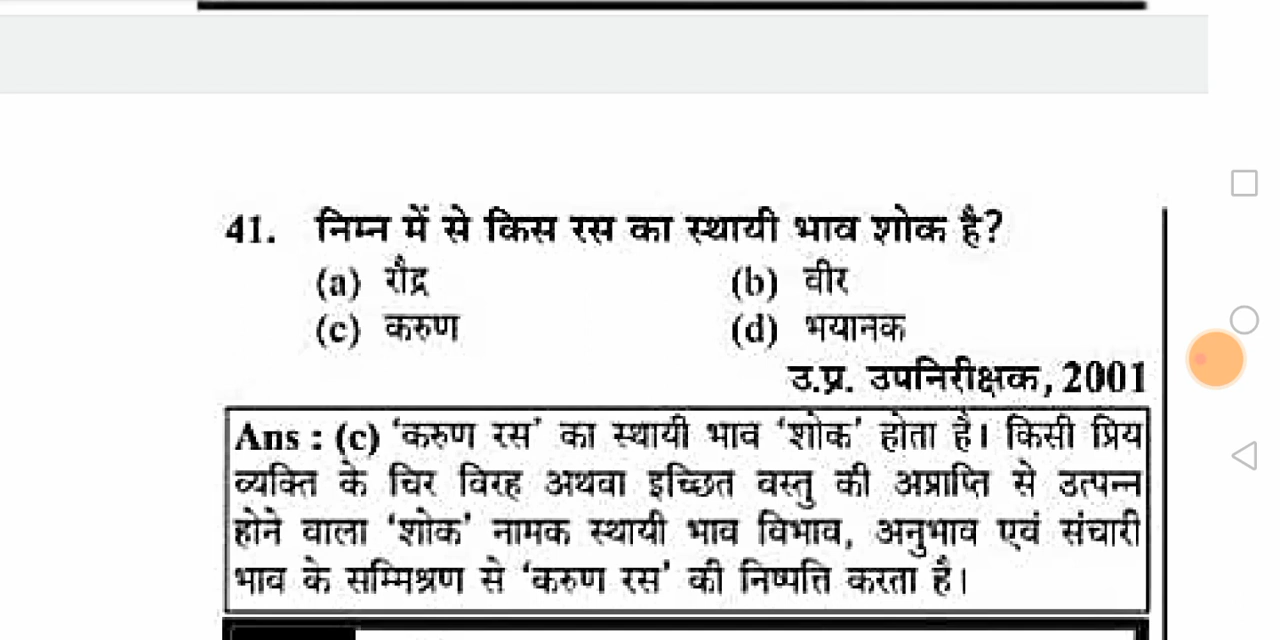 41. निम्न में से किस रस का स्थायी भाव शोक है?
(a) रौद्र (b) वीर
(c) करुण (d) भयानक
उ.प्र. उपनिरीक्षक, 2001
Ans : (c) ‘करुण रस’ का स्थायी भाव ‘शोक’ होता है। किसी प्रिय
व्यक्ति के चिर विरह अथवा इच्छित वस्तु की अप्राप्ति से उत्पन्न
होने वाला ‘शोक’ नामक स्थायी भाव विभाव, अनुभाव एवं संचारी
भाव के सम्मिश्रण से ‘करुण रस’ की निष्पत्ति करता है।